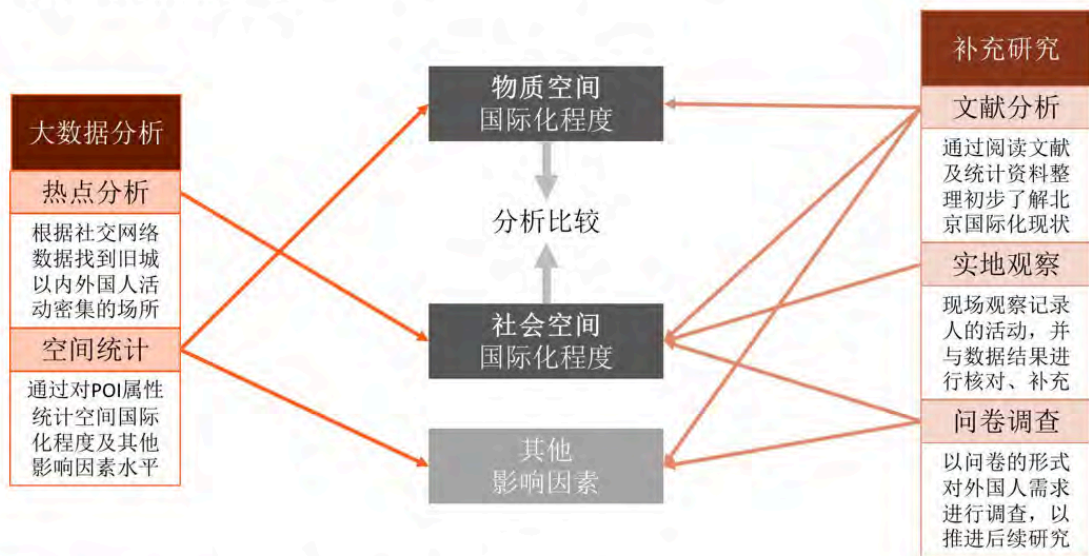 大数据分析
热点分析
根据社交网络
数据找到旧城
以内外国人活
动密集的场所
空间统计
通过对POI属性
统计空间国际
化程度及其他
影响因素水平
物质空间
国际化程度
分析比较
社会空间
国际化程度
其他
影响因素
补充研究
文献分析
通过阅读文献
及统计资料整
理初步了解北
京国际化现状
实地观察
现场观察记录
人的活动，并
与数据结果进
行核对、补充
问卷调查
以问卷的形式
对外国人需求
进行调查，以
推进后续研究